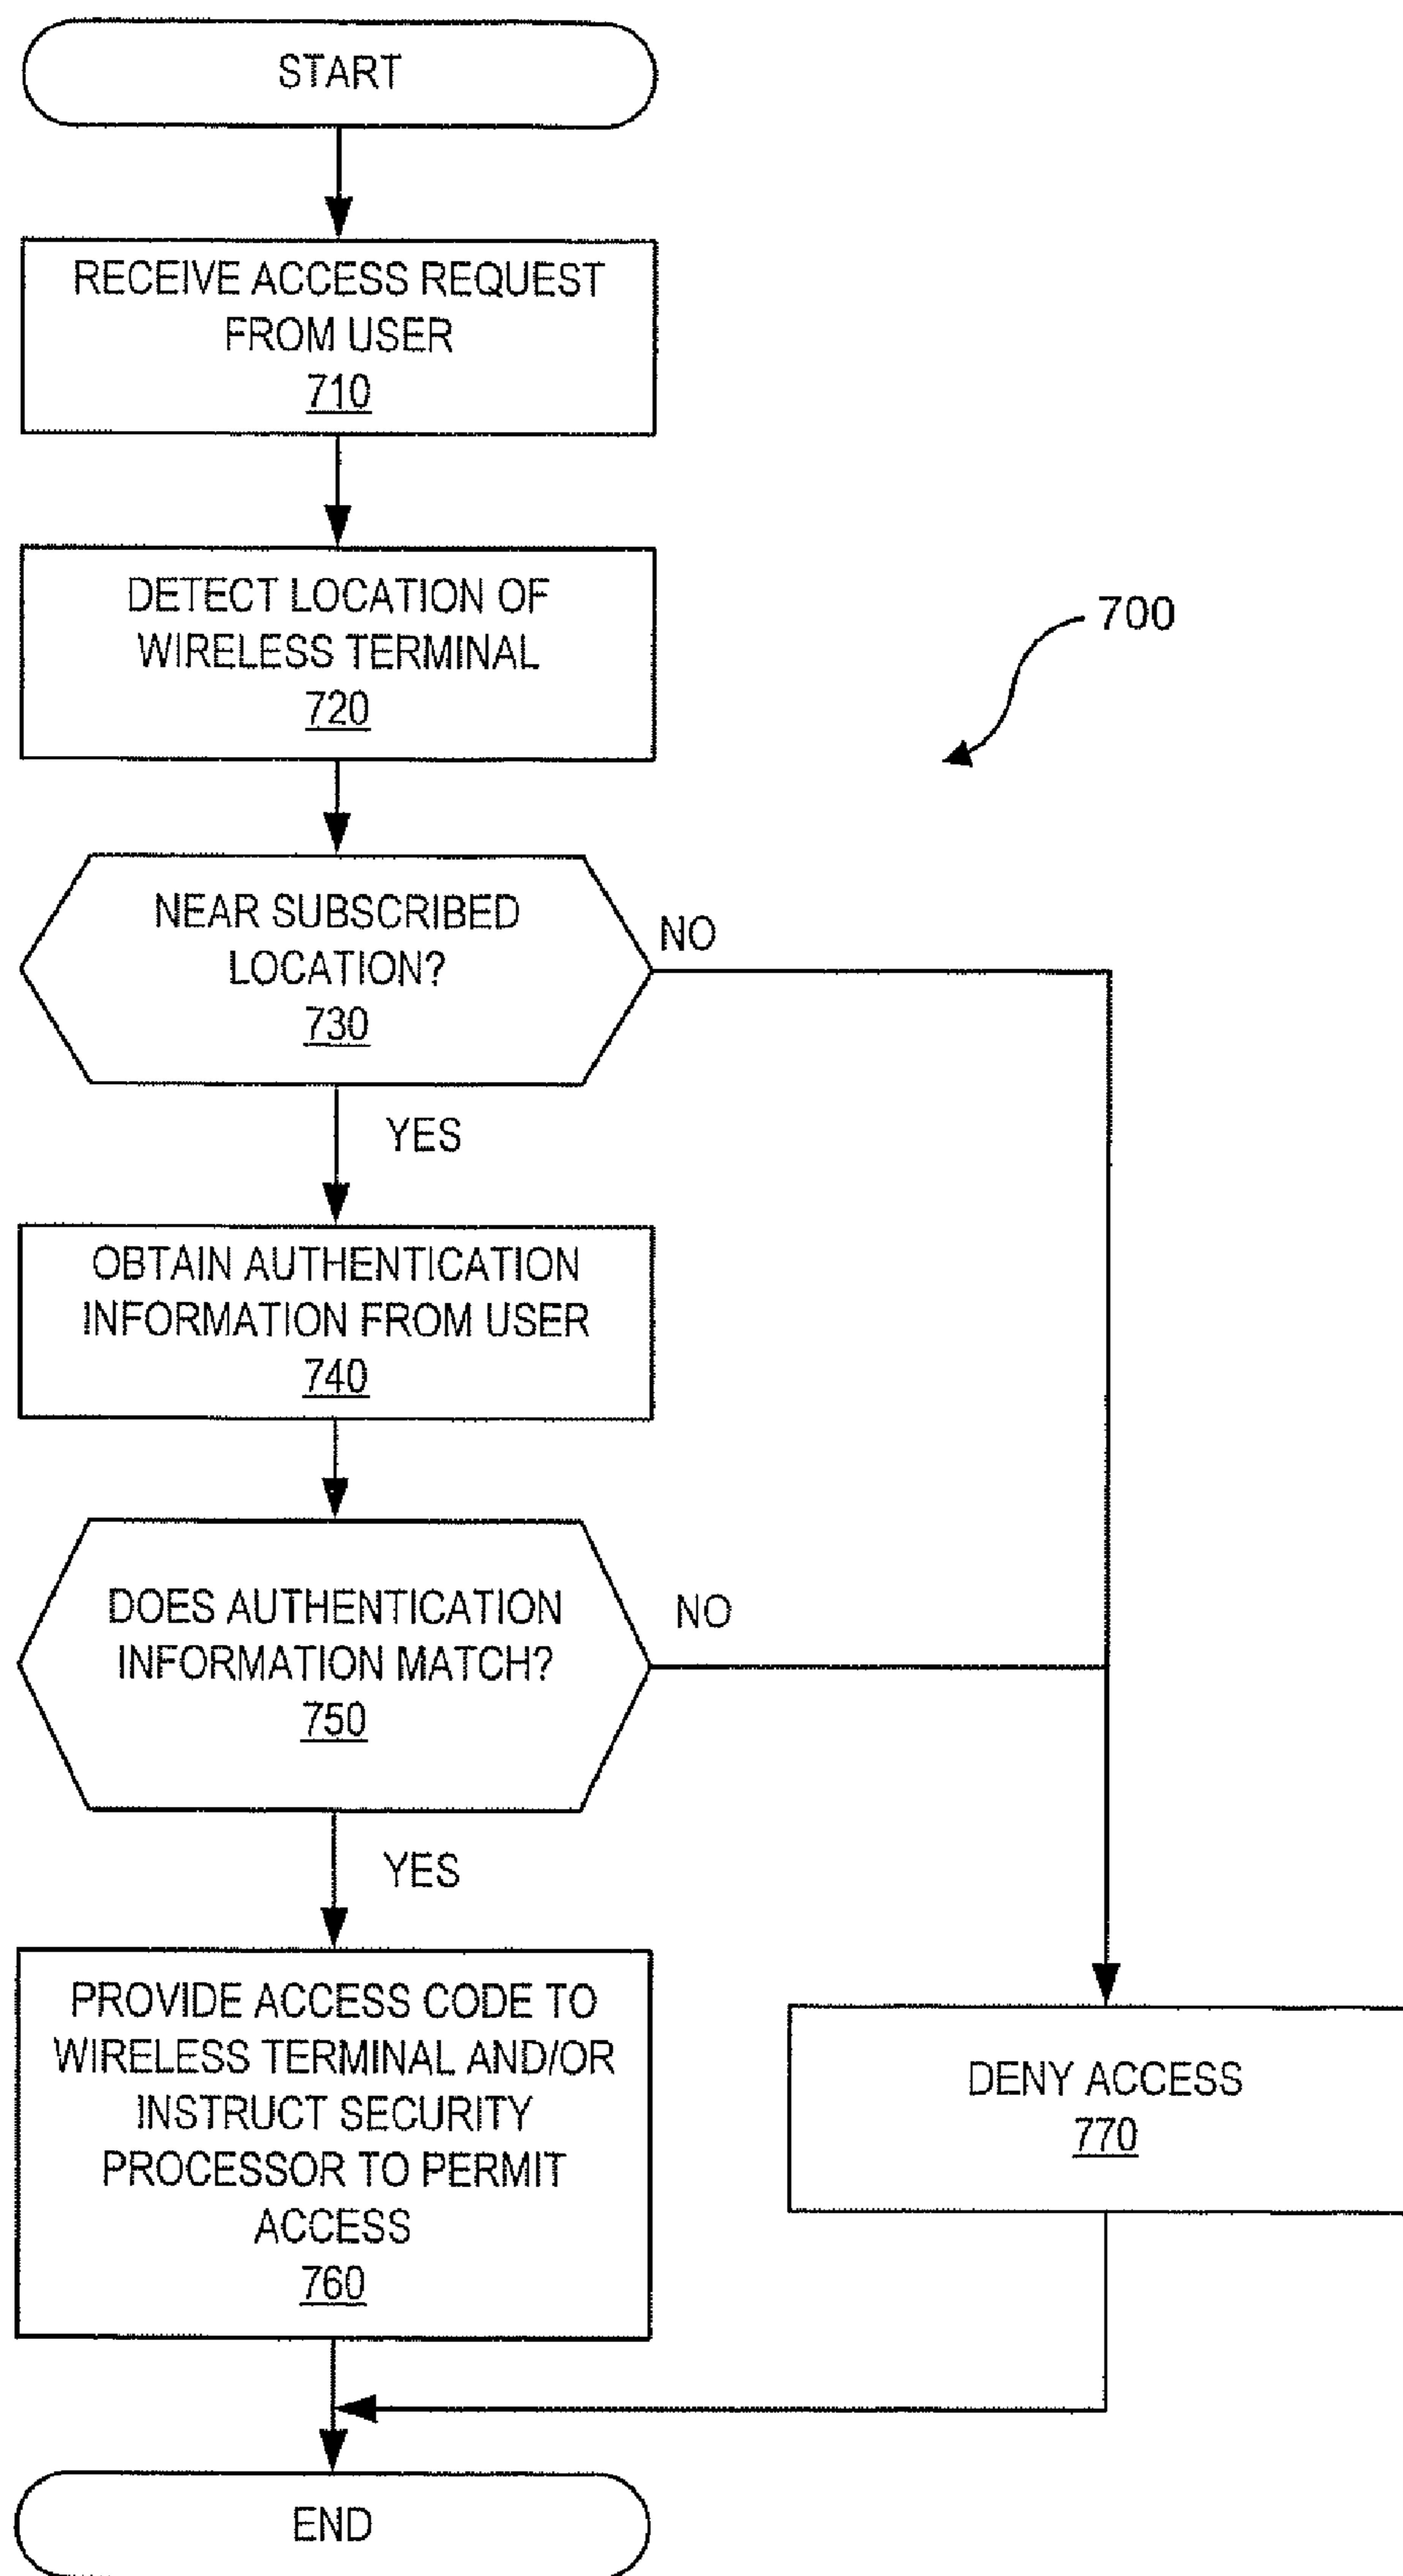 START
RECEIVE ACCESS REQUEST
FROM USER
710
DETECT LOCATION OF
WIRELESS TERMINAL
720
700
NEAR SUBSCRIBED
LOCATION?
730
NO
YES
OBTAIN AUTHENTICATION
INFORMATION FROM USER
740
DOES AUTHENTICATION
INFORMATION MATCH?
750
NO
YES
PROVIDE ACCESS CODE TO
WIRELESS TERMINAL AND/OR
INSTRUCT SECURITY
PROCESSOR TO PERMIT
ACCESS
760
DENY ACCESS
770
END